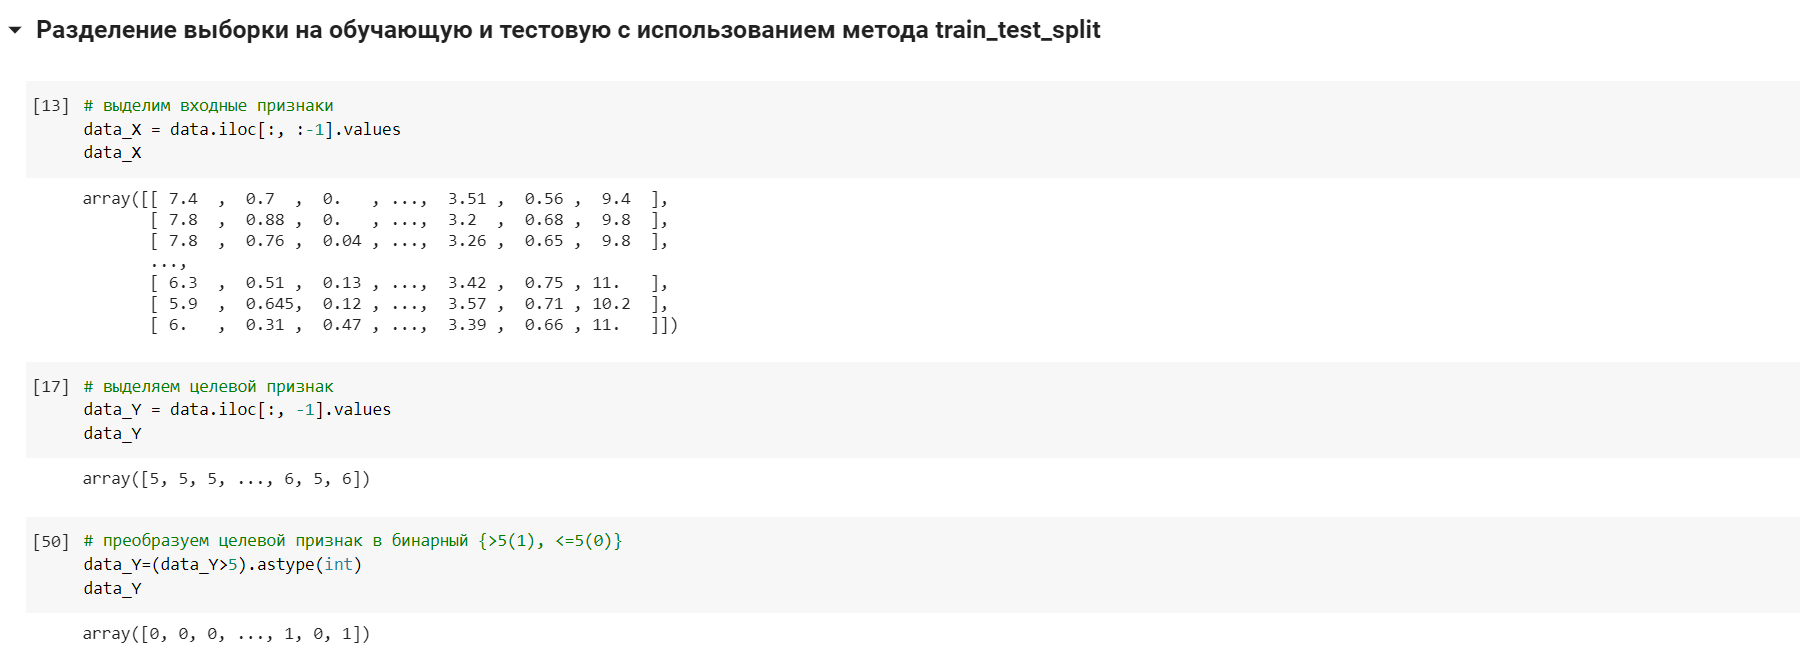 Разделение выборки на обучающую и тестовую с использованием метода train_test_split
[13] # выделим входные признаки
data_X = data.iloc[:, :-1].values
data_X
array([[ 7.4  ,  0.7  ,  0.   , ...,  3.51 ,  0.56 ,  9.4  ],
       [ 7.8  ,  0.88 ,  0.   , ...,  3.2  ,  0.68 ,  9.8  ],
       [ 7.8  ,  0.76 ,  0.04 , ...,  3.26 ,  0.65 ,  9.8  ],
       ...,
       [ 6.3  ,  0.51 ,  0.13 , ...,  3.42 ,  0.75 , 11.   ],
       [ 5.9  ,  0.645,  0.12 , ...,  3.57 ,  0.71 , 10.2  ],
       [ 6.   ,  0.31 ,  0.47 , ...,  3.39 ,  0.66 , 11.   ]])
[17] # выделяем целевой признак
data_Y = data.iloc[:, -1].values
data_Y
array([5, 5, 5, ..., 6, 5, 6])
[50] # преобразуем целевой признак в бинарный {>5(1), <=5(0)}
data_Y=(data_Y>5).astype(int)
data_Y
array([0, 0, 0, ..., 1, 0, 1])